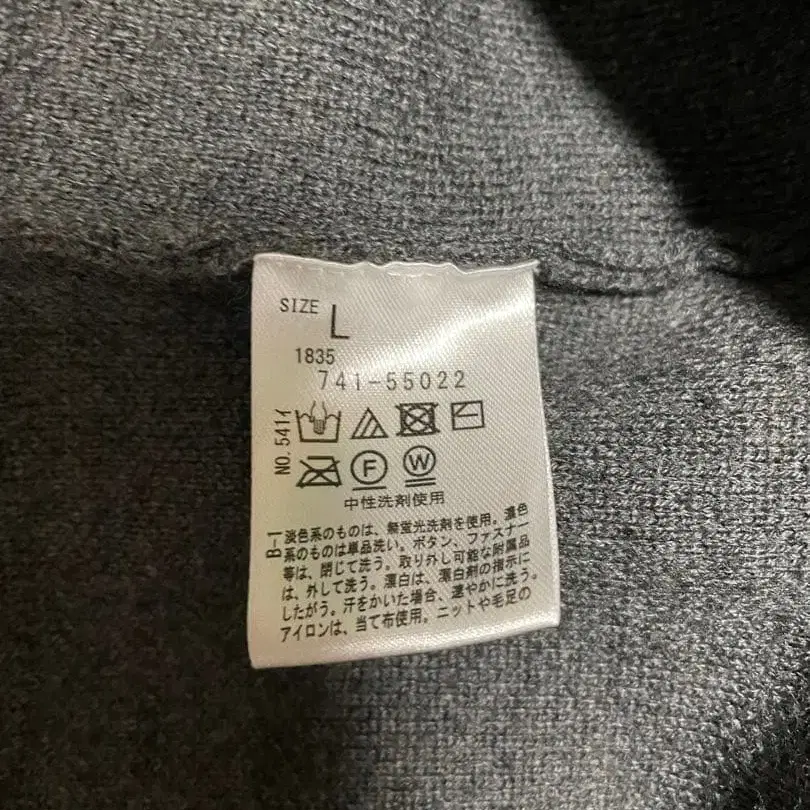 SIZE L
1835
741-55022
NO.541イ
F W
中性洗剤使用
B-1
淡色系のものは、無蛍光洗剤を使用。濃色
系のものは単品洗い。ボタン、ファスナー
等は、閉じて洗う。取り外し可能な附属品
は、外して洗う。漂白は、漂白剤の指示に
したがう。汗をかいた場合、速やかに洗う。
アイロンは、当て布使用。ニットや毛足の